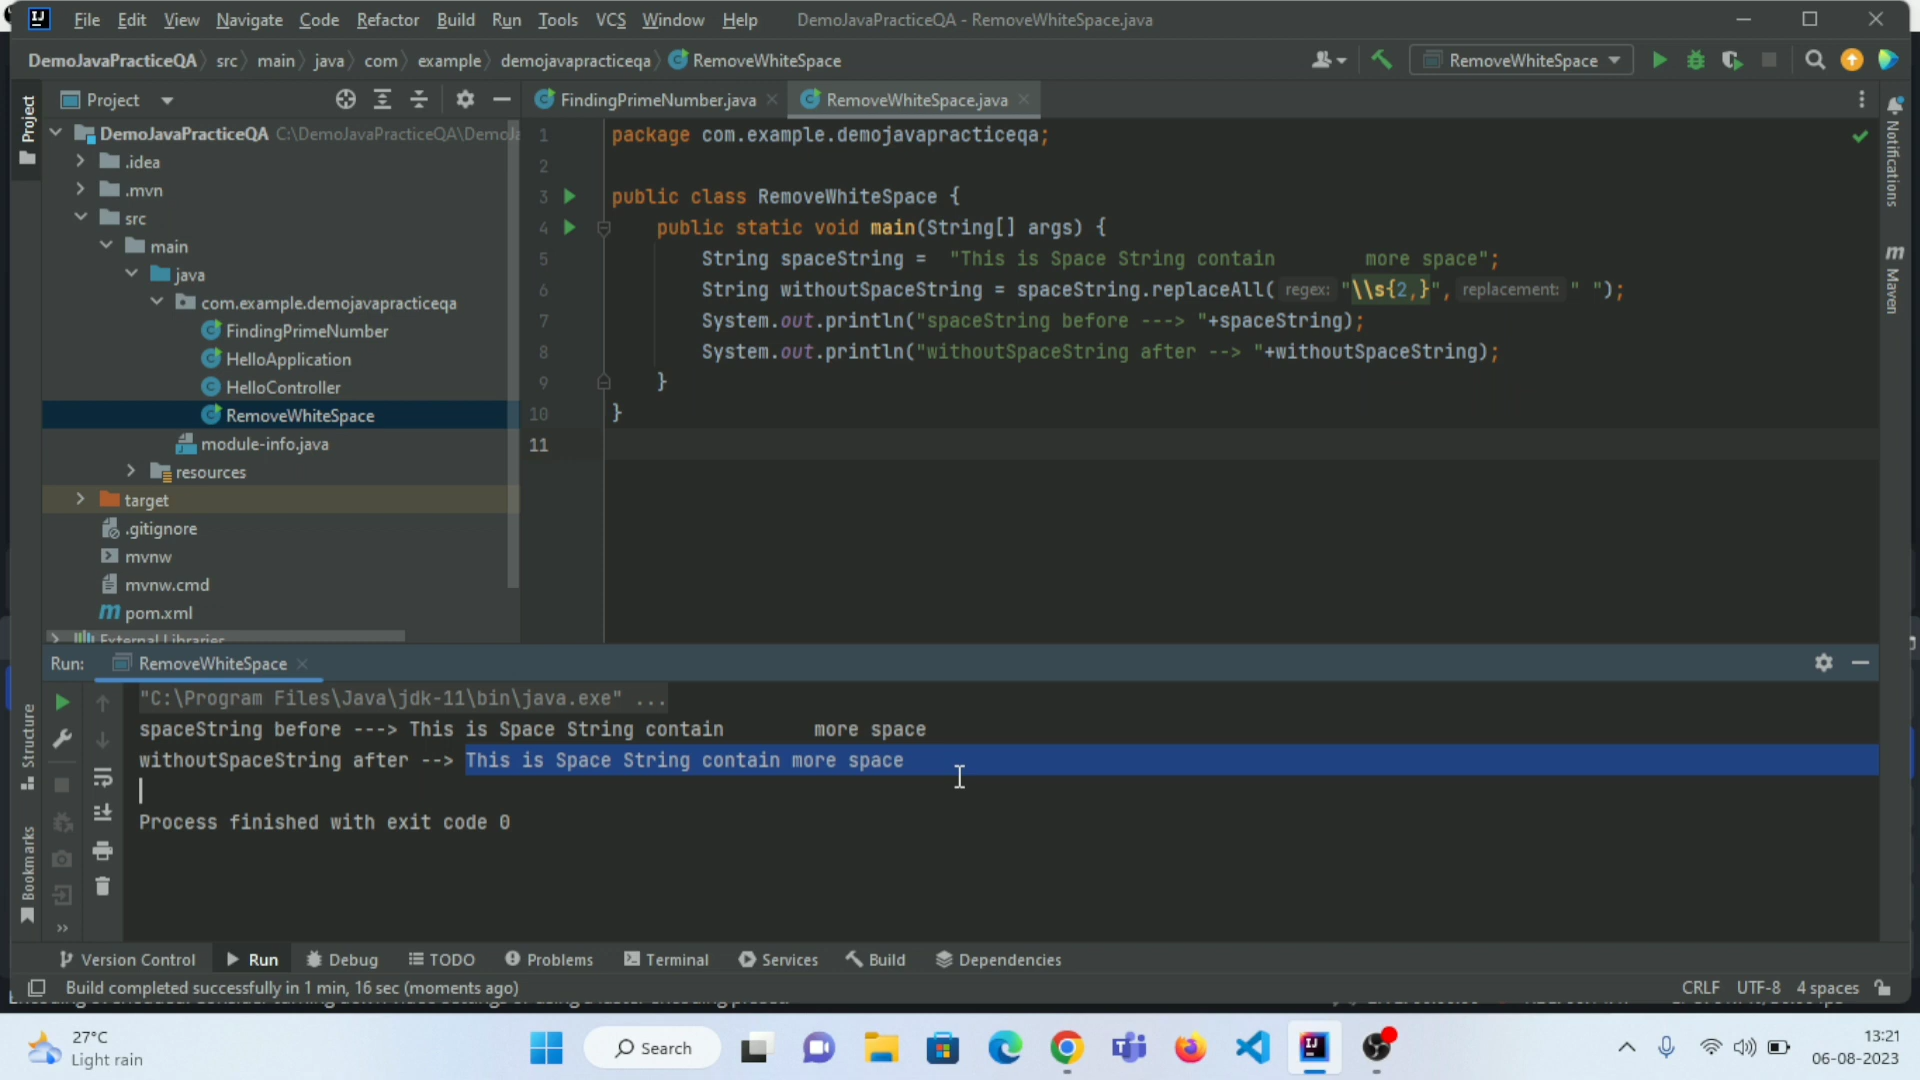 File Edit View Navigate Code Refactor Build Run Tools VCS Window Help DemoJavaPracticeQA - RemoveWhiteSpace.java
DemoJavaPracticeQA src main java com example demojavapracticeqa RemoveWhiteSpace
RemoveWhiteSpace
Project
Project
FindingPrimeNumber.java
RemoveWhiteSpace.java
DemoJavaPracticeQA C:\DemoJavaPracticeQA\DemoJa
.idea
.mvn
src
main
java
com.example.demojavapracticeqa
FindingPrimeNumber
HelloApplication
HelloController
RemoveWhiteSpace
module-info.java
resources
target
.gitignore
mvnw
mvnw.cmd
pom.xml
External Libraries
1 package com.example.demojavapracticeqa;
2
3 public class RemoveWhiteSpace {
4 public static void main(String[] args) {
5 String spaceString =  "This is Space String contain        more space";
6 String withoutSpaceString = spaceString.replaceAll( regex: "\\s{2,}", replacement: " ");
7 System.out.println("spaceString before ---> "+spaceString);
8 System.out.println("withoutSpaceString after --> "+withoutSpaceString);
9 }
10 }
11
Notifications
m Maven
Run: RemoveWhiteSpace
"C:\Program Files\Java\jdk-11\bin\java.exe" ...
spaceString before ---> This is Space String contain        more space
withoutSpaceString after --> This is Space String contain more space
Process finished with exit code 0
Structure
Bookmarks
Version Control Run Debug TODO Problems Terminal Services Build Dependencies
Build completed successfully in 1 min, 16 sec (moments ago)
CRLF UTF-8 4 spaces
27°C
Light rain
Search
13:21
06-08-2023